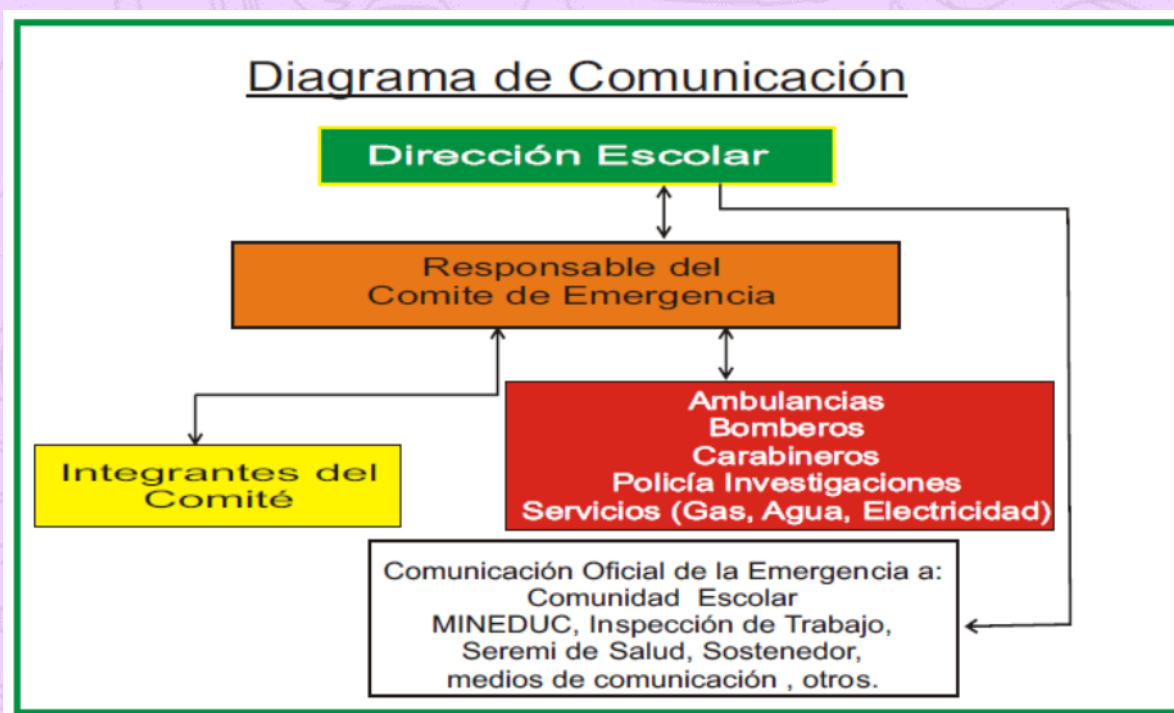 Diagrama de Comunicación
Dirección Escolar
Responsable del
Comite de Emergencia
Ambulancias
Bomberos
Carabineros
Policía Investigaciones
Servicios (Gas, Agua, Electricidad)
Integrantes del
Comité
Comunicación Oficial de la Emergencia a:
Comunidad Escolar
MINEDUC, Inspección de Trabajo,
Seremi de Salud, Sostenedor,
medios de comunicación , otros.